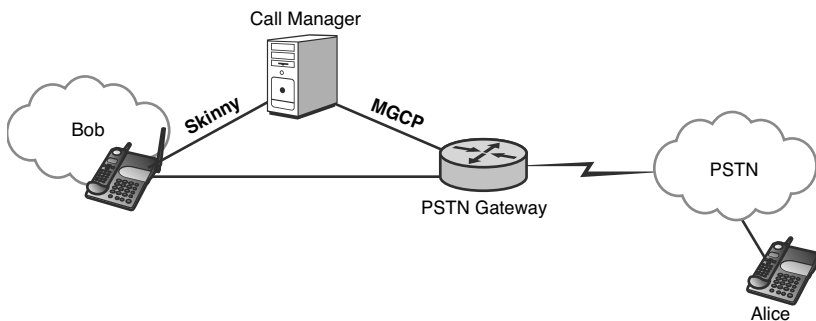 Call Manager
Skinny
MGCP
Bob
PSTN
PSTN Gateway
Alice